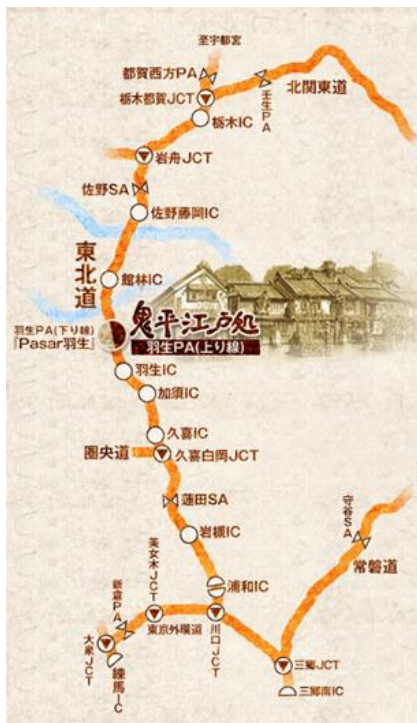 至宇都宮
都賀西方PA
栃木都賀JCT
壬生PA
北関東道
栃木IC
岩舟JCT
佐野SA
佐野藤岡IC
東北道
館林IC
鬼平江戸処
羽生PA(上り線)
羽生PA(下り線)
『Pasar羽生』
羽生IC
加須IC
久喜IC
圏央道
久喜白岡JCT
蓮田SA
守谷SA
岩槻IC
常磐道
美女木JCT
浦和IC
新倉PA
東京外環道
川口JCT
大泉JCT
練馬IC
三郷JCT
三郷南IC